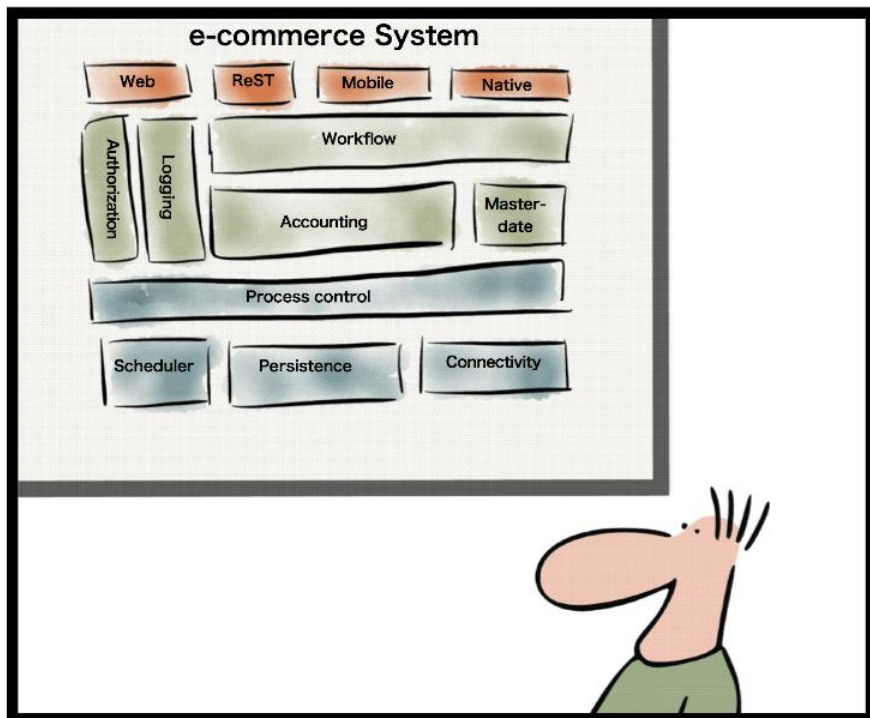 e-commerce System
Web
ReST
Mobile
Native
Authorization
Logging
Workflow
Accounting
Master-
date
Process control
Scheduler
Persistence
Connectivity